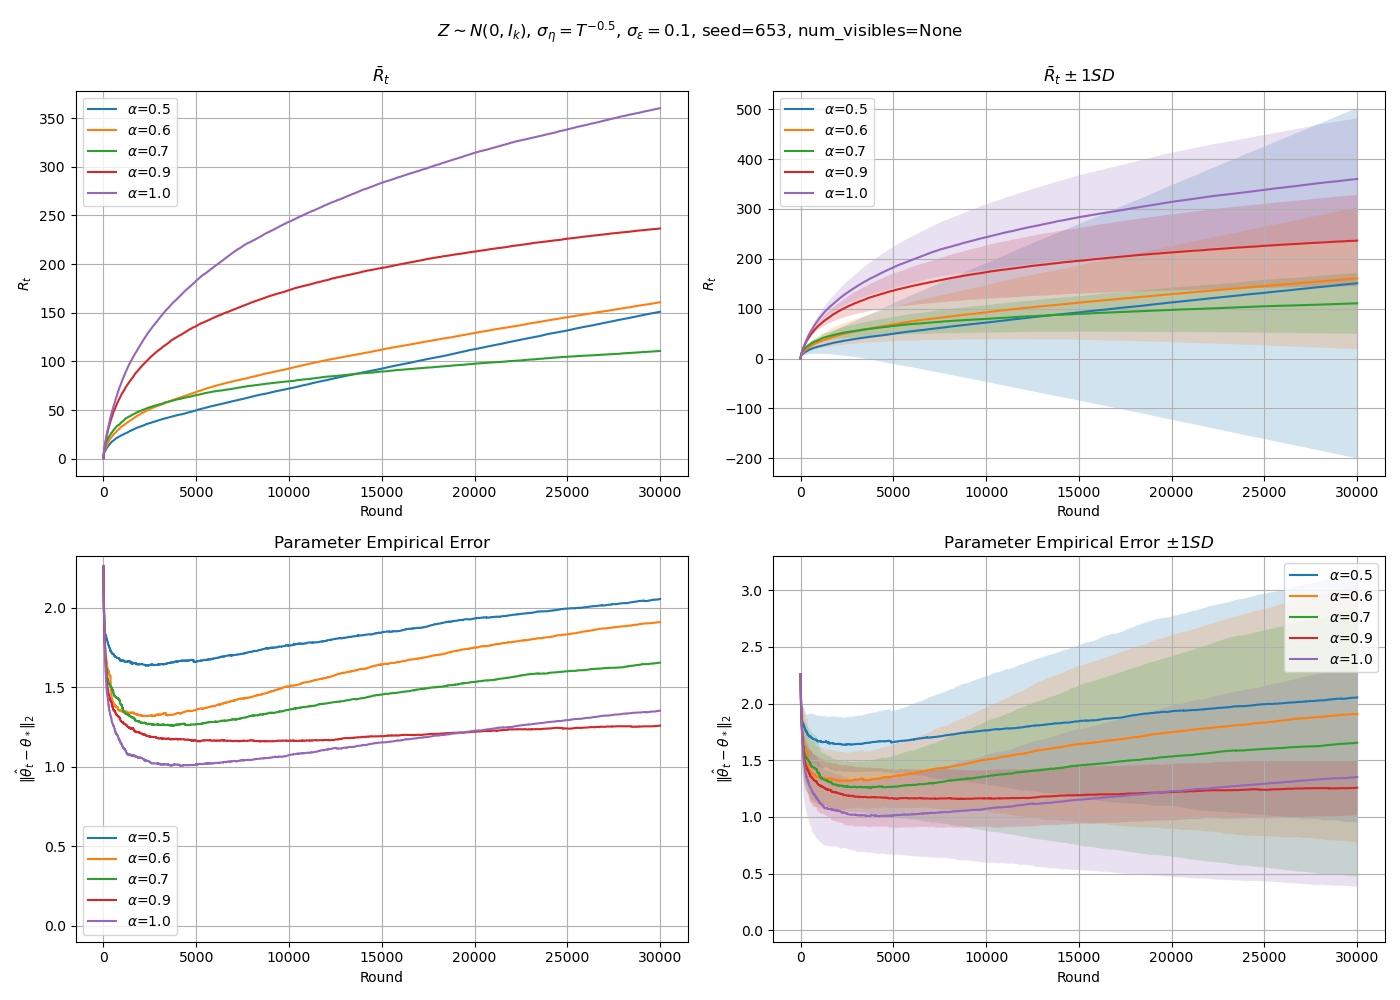 Z ∼ N(0, I_k), σ_η = T^{−0.5}, σ_ε = 0.1, seed=653, num_visibles=None
R̄_t
350
300
250
200
150
100
50
0
R_t
α=0.5
α=0.6
α=0.7
α=0.9
α=1.0
0 5000 10000 15000 20000 25000 30000
Round
R̄_t ± 1SD
500
400
300
200
100
0
−100
−200
R_t
α=0.5
α=0.6
α=0.7
α=0.9
α=1.0
0 5000 10000 15000 20000 25000 30000
Round
Parameter Empirical Error
2.0
1.5
1.0
0.5
0.0
‖θ̂_t − θ_*‖_2
α=0.5
α=0.6
α=0.7
α=0.9
α=1.0
0 5000 10000 15000 20000 25000 30000
Round
Parameter Empirical Error ±1SD
3.0
2.5
2.0
1.5
1.0
0.5
0.0
‖θ̂_t − θ_*‖_2
α=0.5
α=0.6
α=0.7
α=0.9
α=1.0
0 5000 10000 15000 20000 25000 30000
Round